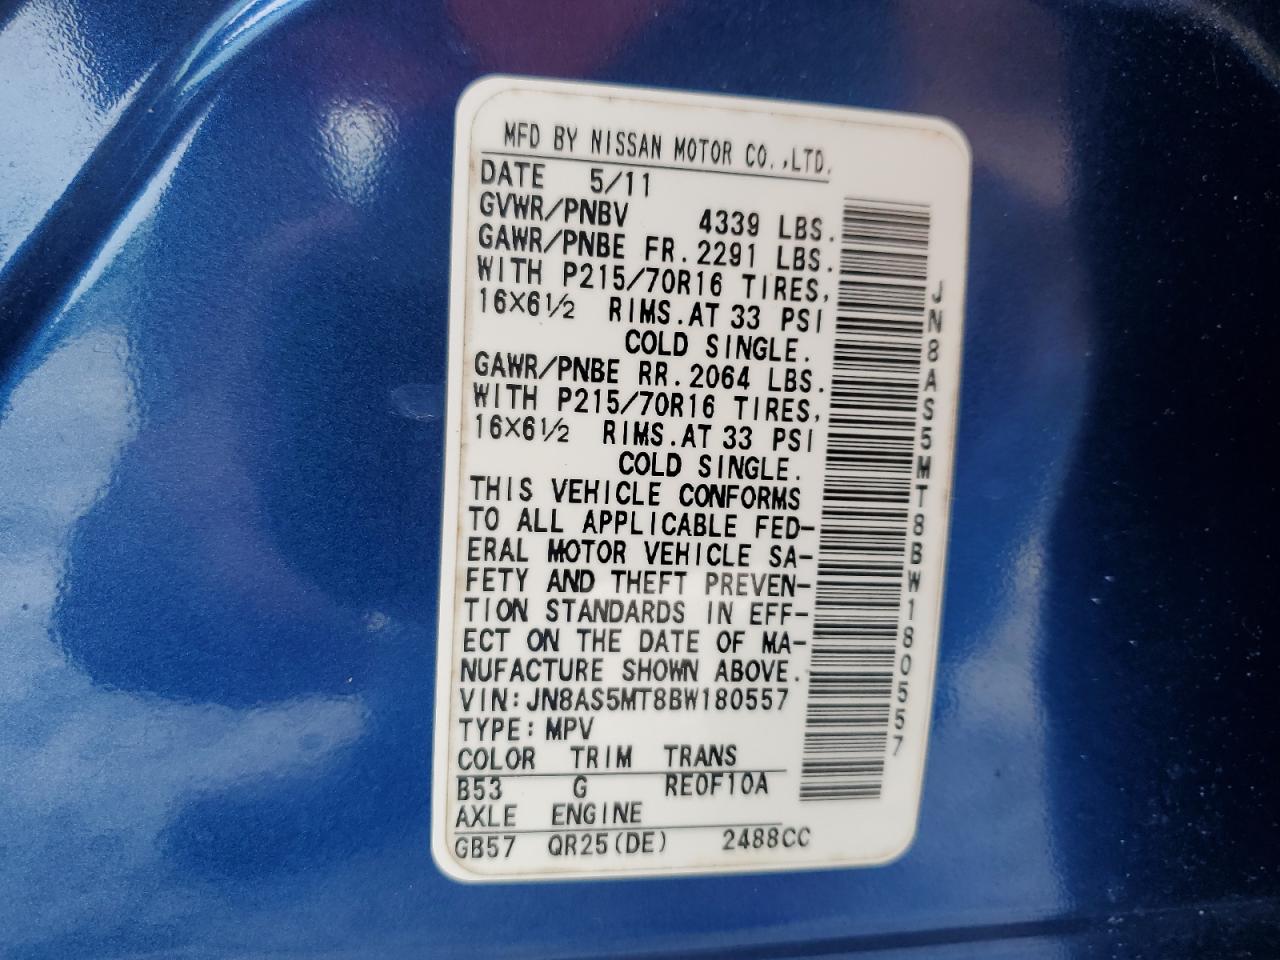 MFD BY NISSAN MOTOR CO.,LTD.
DATE 5/11
GVWR/PNBV 4339 LBS.
GAWR/PNBE FR.2291 LBS.
WITH P215/70R16 TIRES,
16X6½ RIMS.AT 33 PSI
COLD SINGLE.
GAWR/PNBE RR.2064 LBS.
WITH P215/70R16 TIRES,
16X6½ RIMS.AT 33 PSI
COLD SINGLE.
THIS VEHICLE CONFORMS
TO ALL APPLICABLE FED-
ERAL MOTOR VEHICLE SA-
FETY AND THEFT PREVEN-
TION STANDARDS IN EFF-
ECT ON THE DATE OF MA-
NUFACTURE SHOWN ABOVE.
VIN:JN8AS5MT8BW180557
TYPE:MPV
COLOR TRIM TRANS
B53 G RE0F10A
AXLE ENGINE
GB57 QR25(DE) 2488CC
JN8AS5MT8BW180557